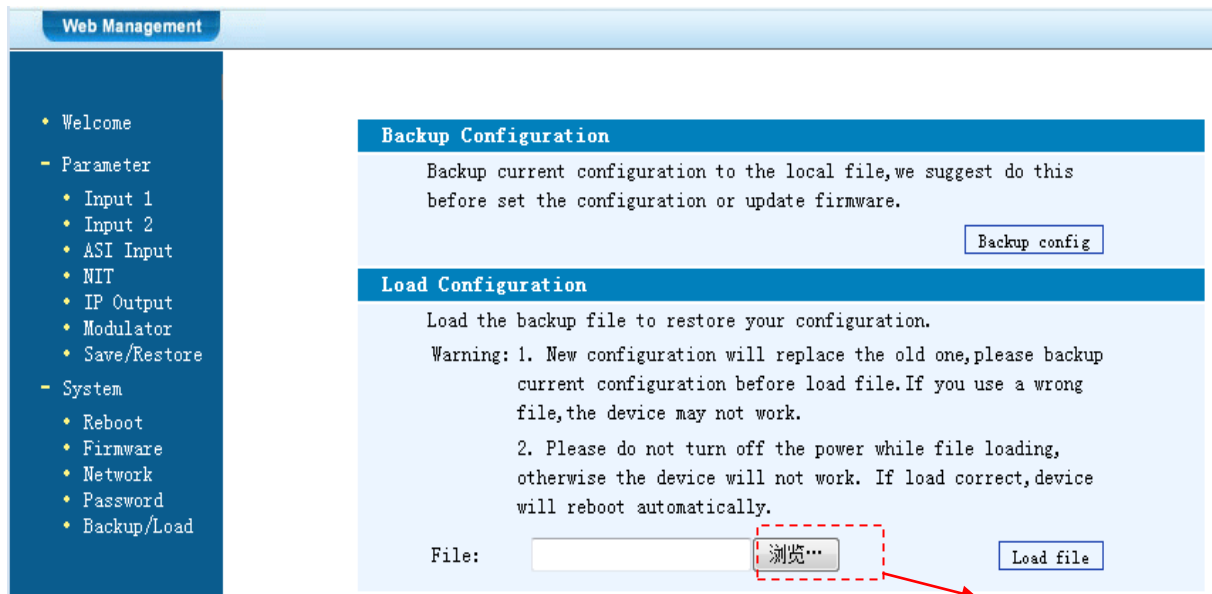 Web Management
Welcome
Parameter
Input 1
Input 2
ASI Input
NIT
IP Output
Modulator
Save/Restore
System
Reboot
Firmware
Network
Password
Backup/Load
Backup Configuration
Backup current configuration to the local file,we suggest do this
before set the configuration or update firmware.
Backup config
Load Configuration
Load the backup file to restore your configuration.
Warning: 1. New configuration will replace the old one,please backup
current configuration before load file.If you use a wrong
file,the device may not work.
2. Please do not turn off the power while file loading,
otherwise the device will not work. If load correct,device
will reboot automatically.
File:
浏览…
Load file